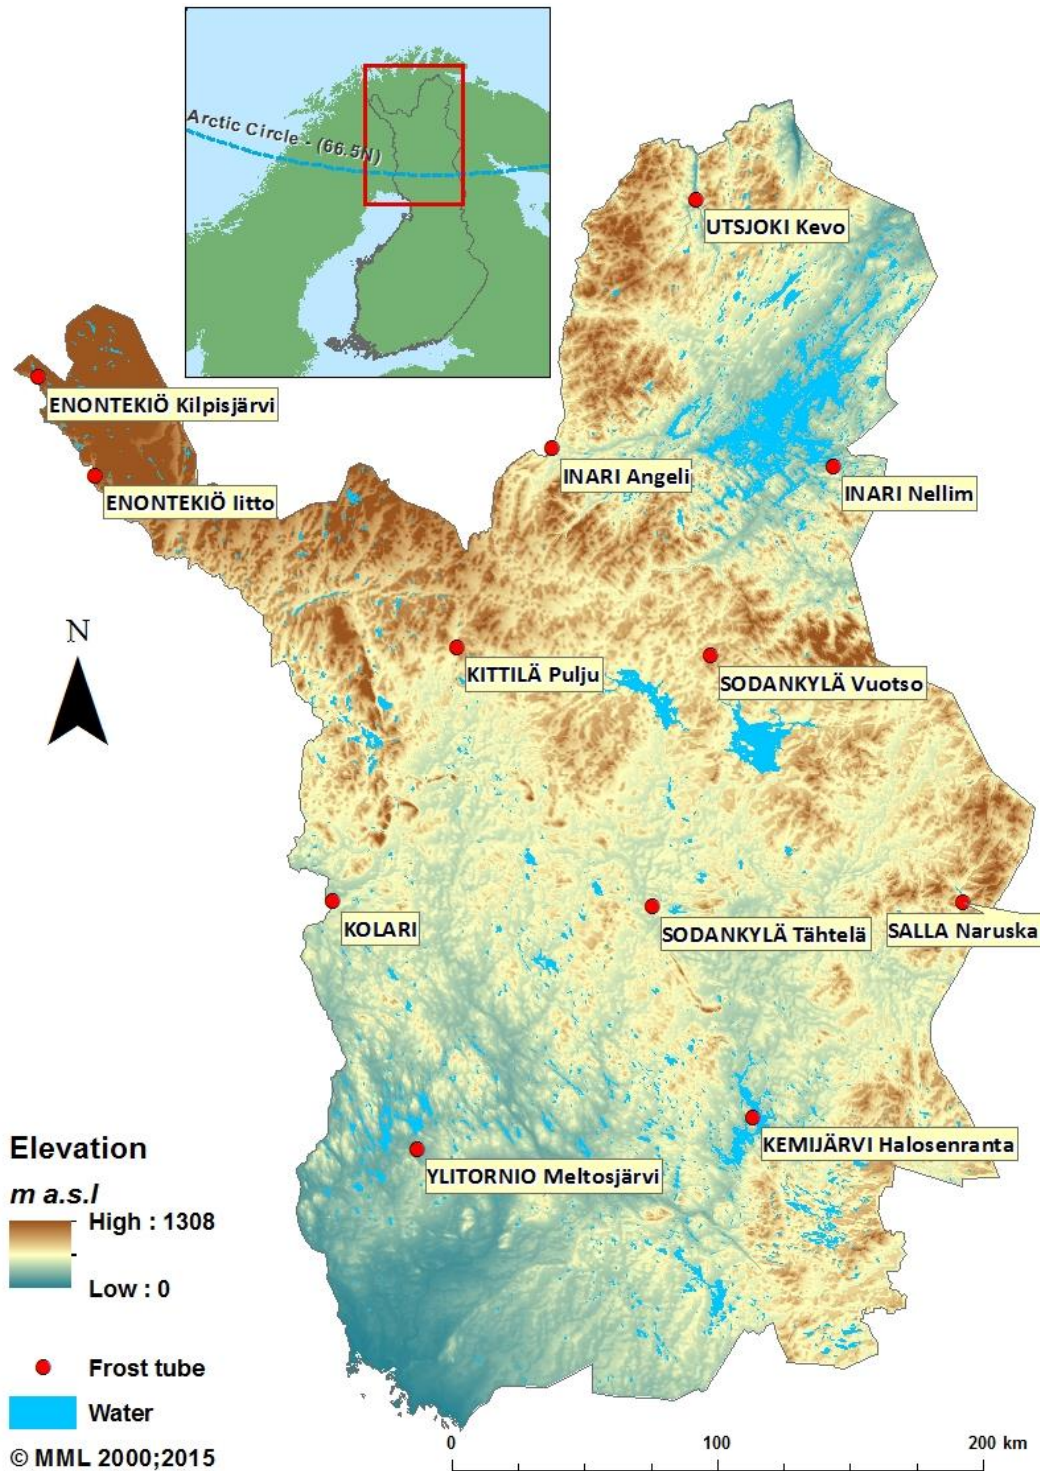 Arctic Circle - (66.5N)
UTSJOKI Kevo
ENONTEKIÖ Kilpisjärvi
INARI Angeli
INARI Nellim
ENONTEKIÖ Iitto
N
KITTILÄ Pulju
SODANKYLÄ Vuotso
KOLARI
SODANKYLÄ Tähtelä
SALLA Naruska
KEMIJÄRVI Halosenranta
YLITORNIO Meltosjärvi
Elevation
m a.s.l
High : 1308
Low : 0
Frost tube
Water
© MML 2000;2015
0 100 200 km